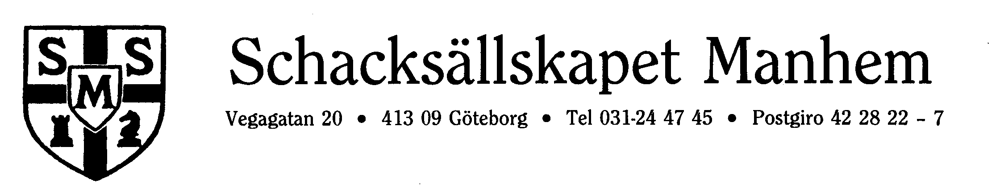 S S
M
Schacksällskapet Manhem
Vegagatan 20 • 413 09 Göteborg • Tel 031-24 47 45 • Postgiro 42 28 22 – 7